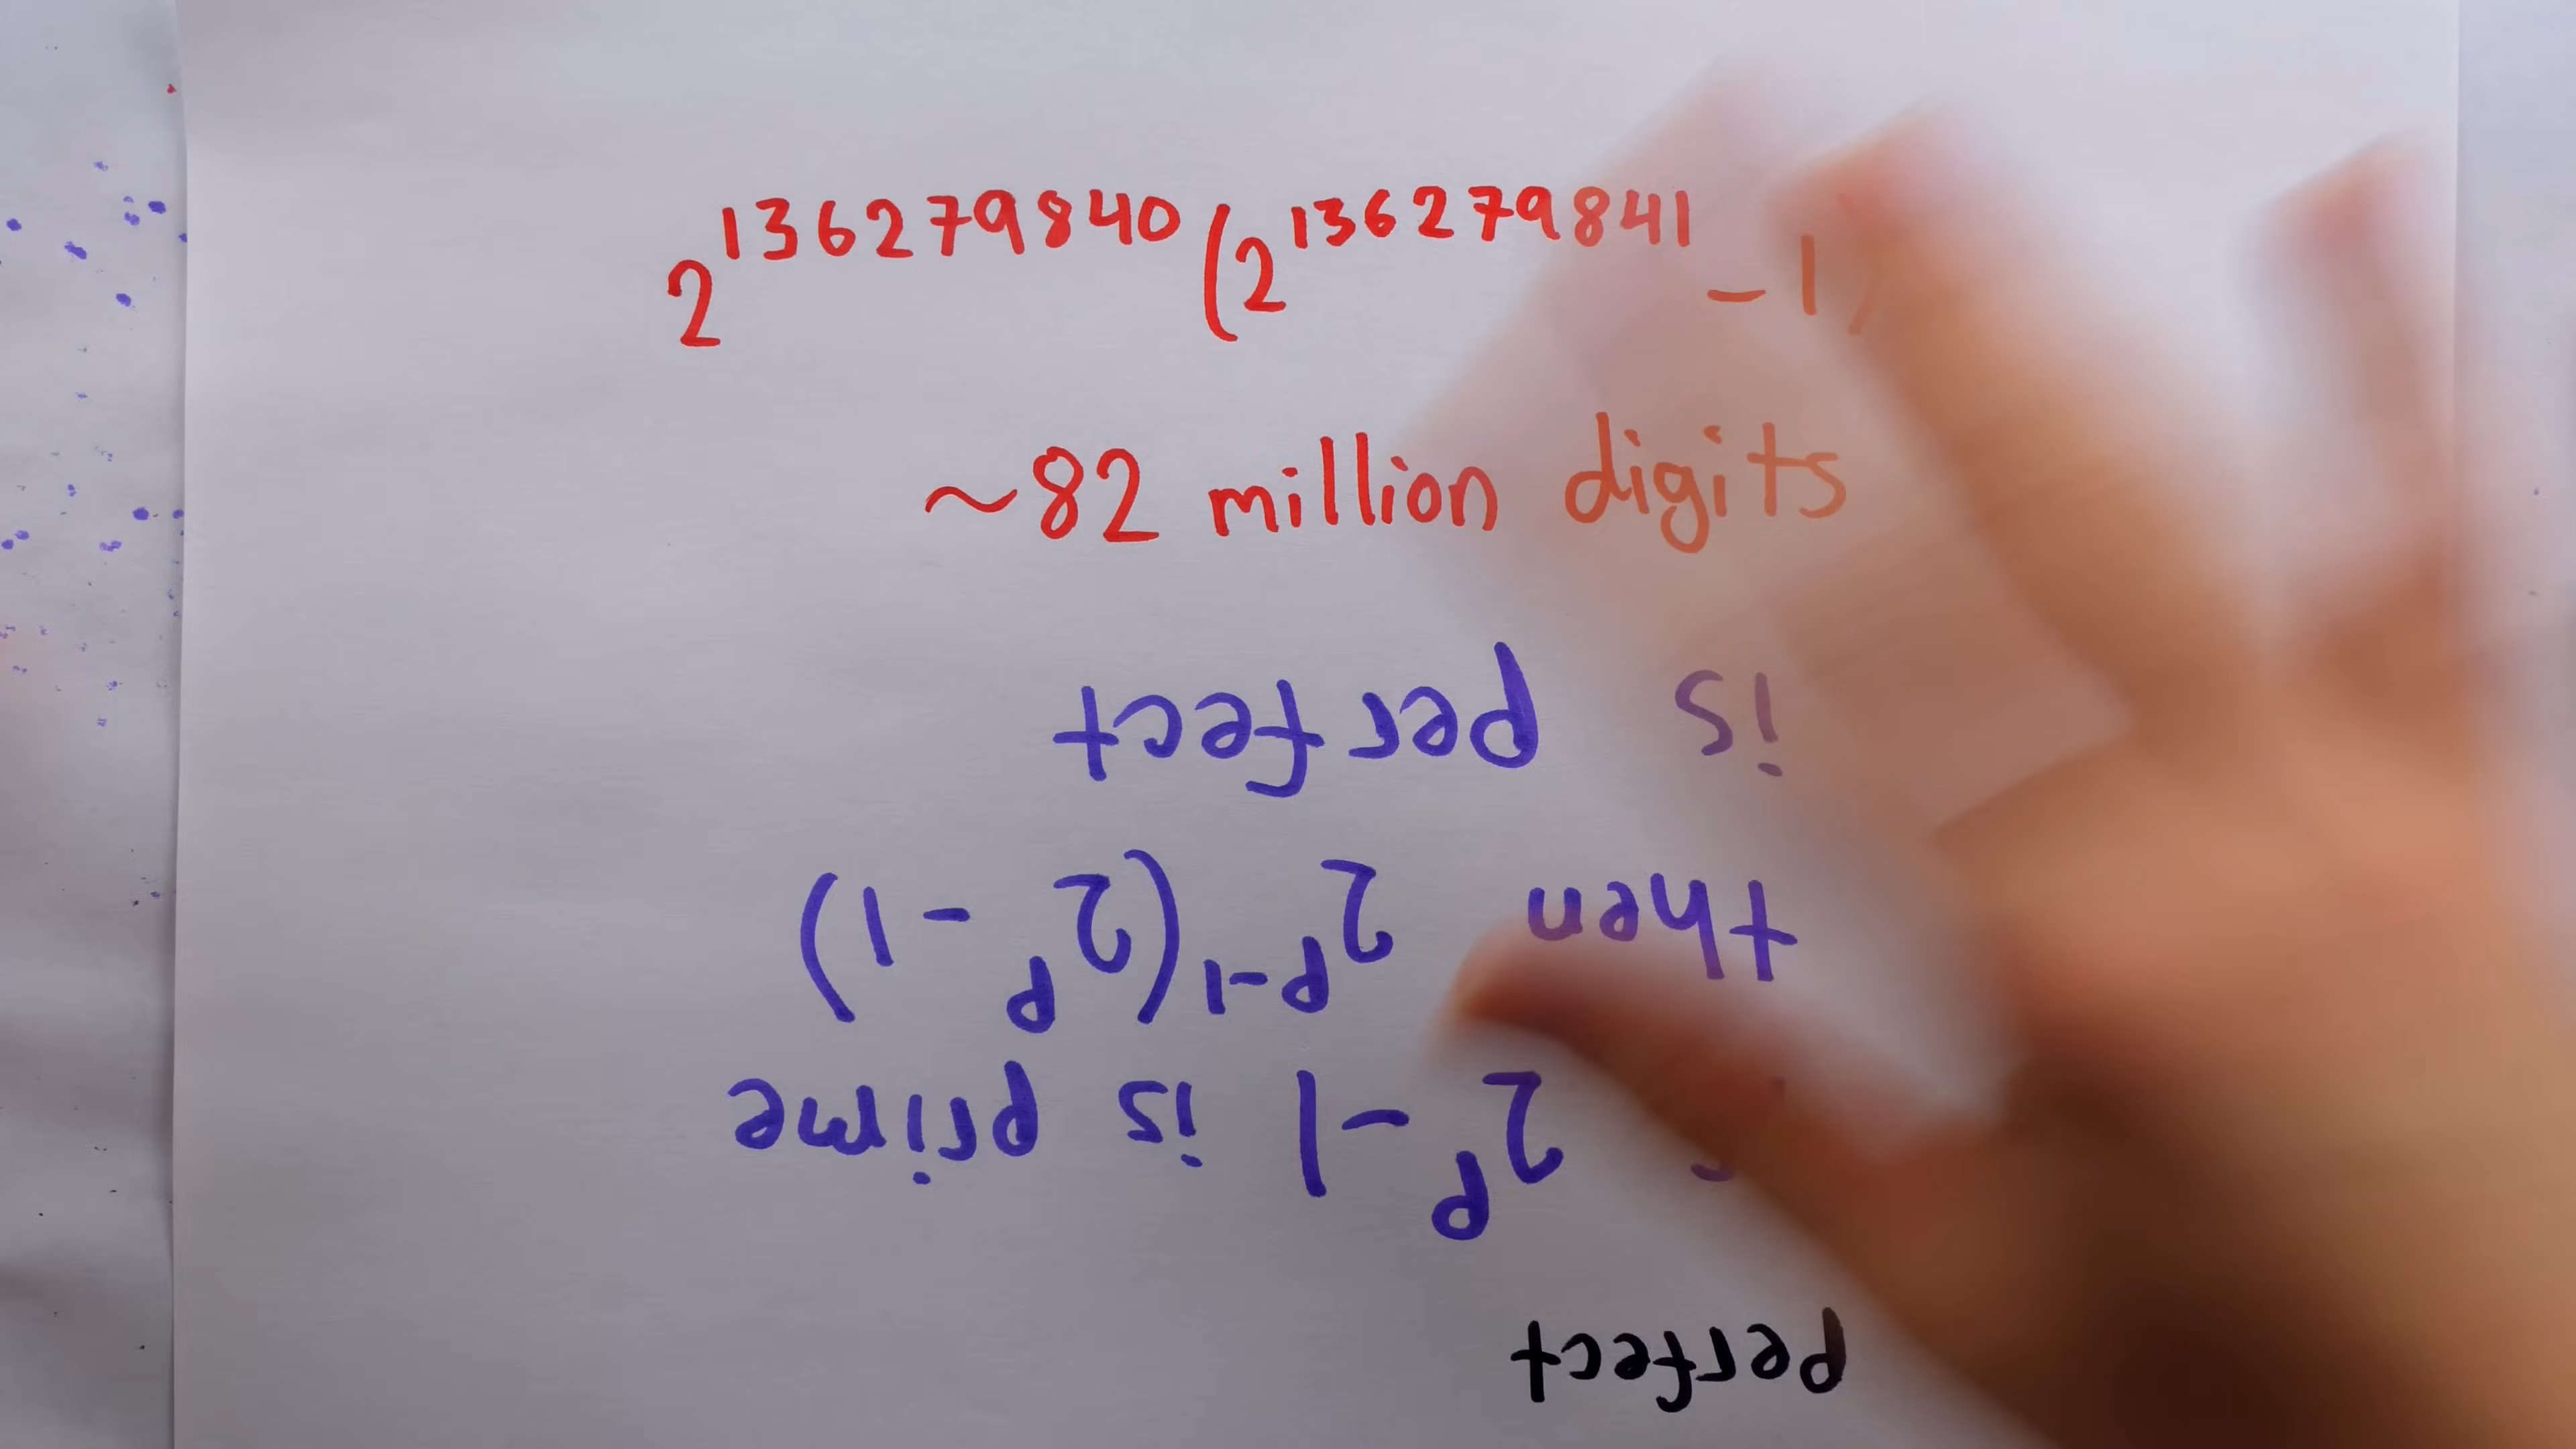 2^136279840(2^136279841 - 1)
~82 million digits
is perfect
then 2^p-1(2^p - 1)
2^p - 1 is prime
perfect